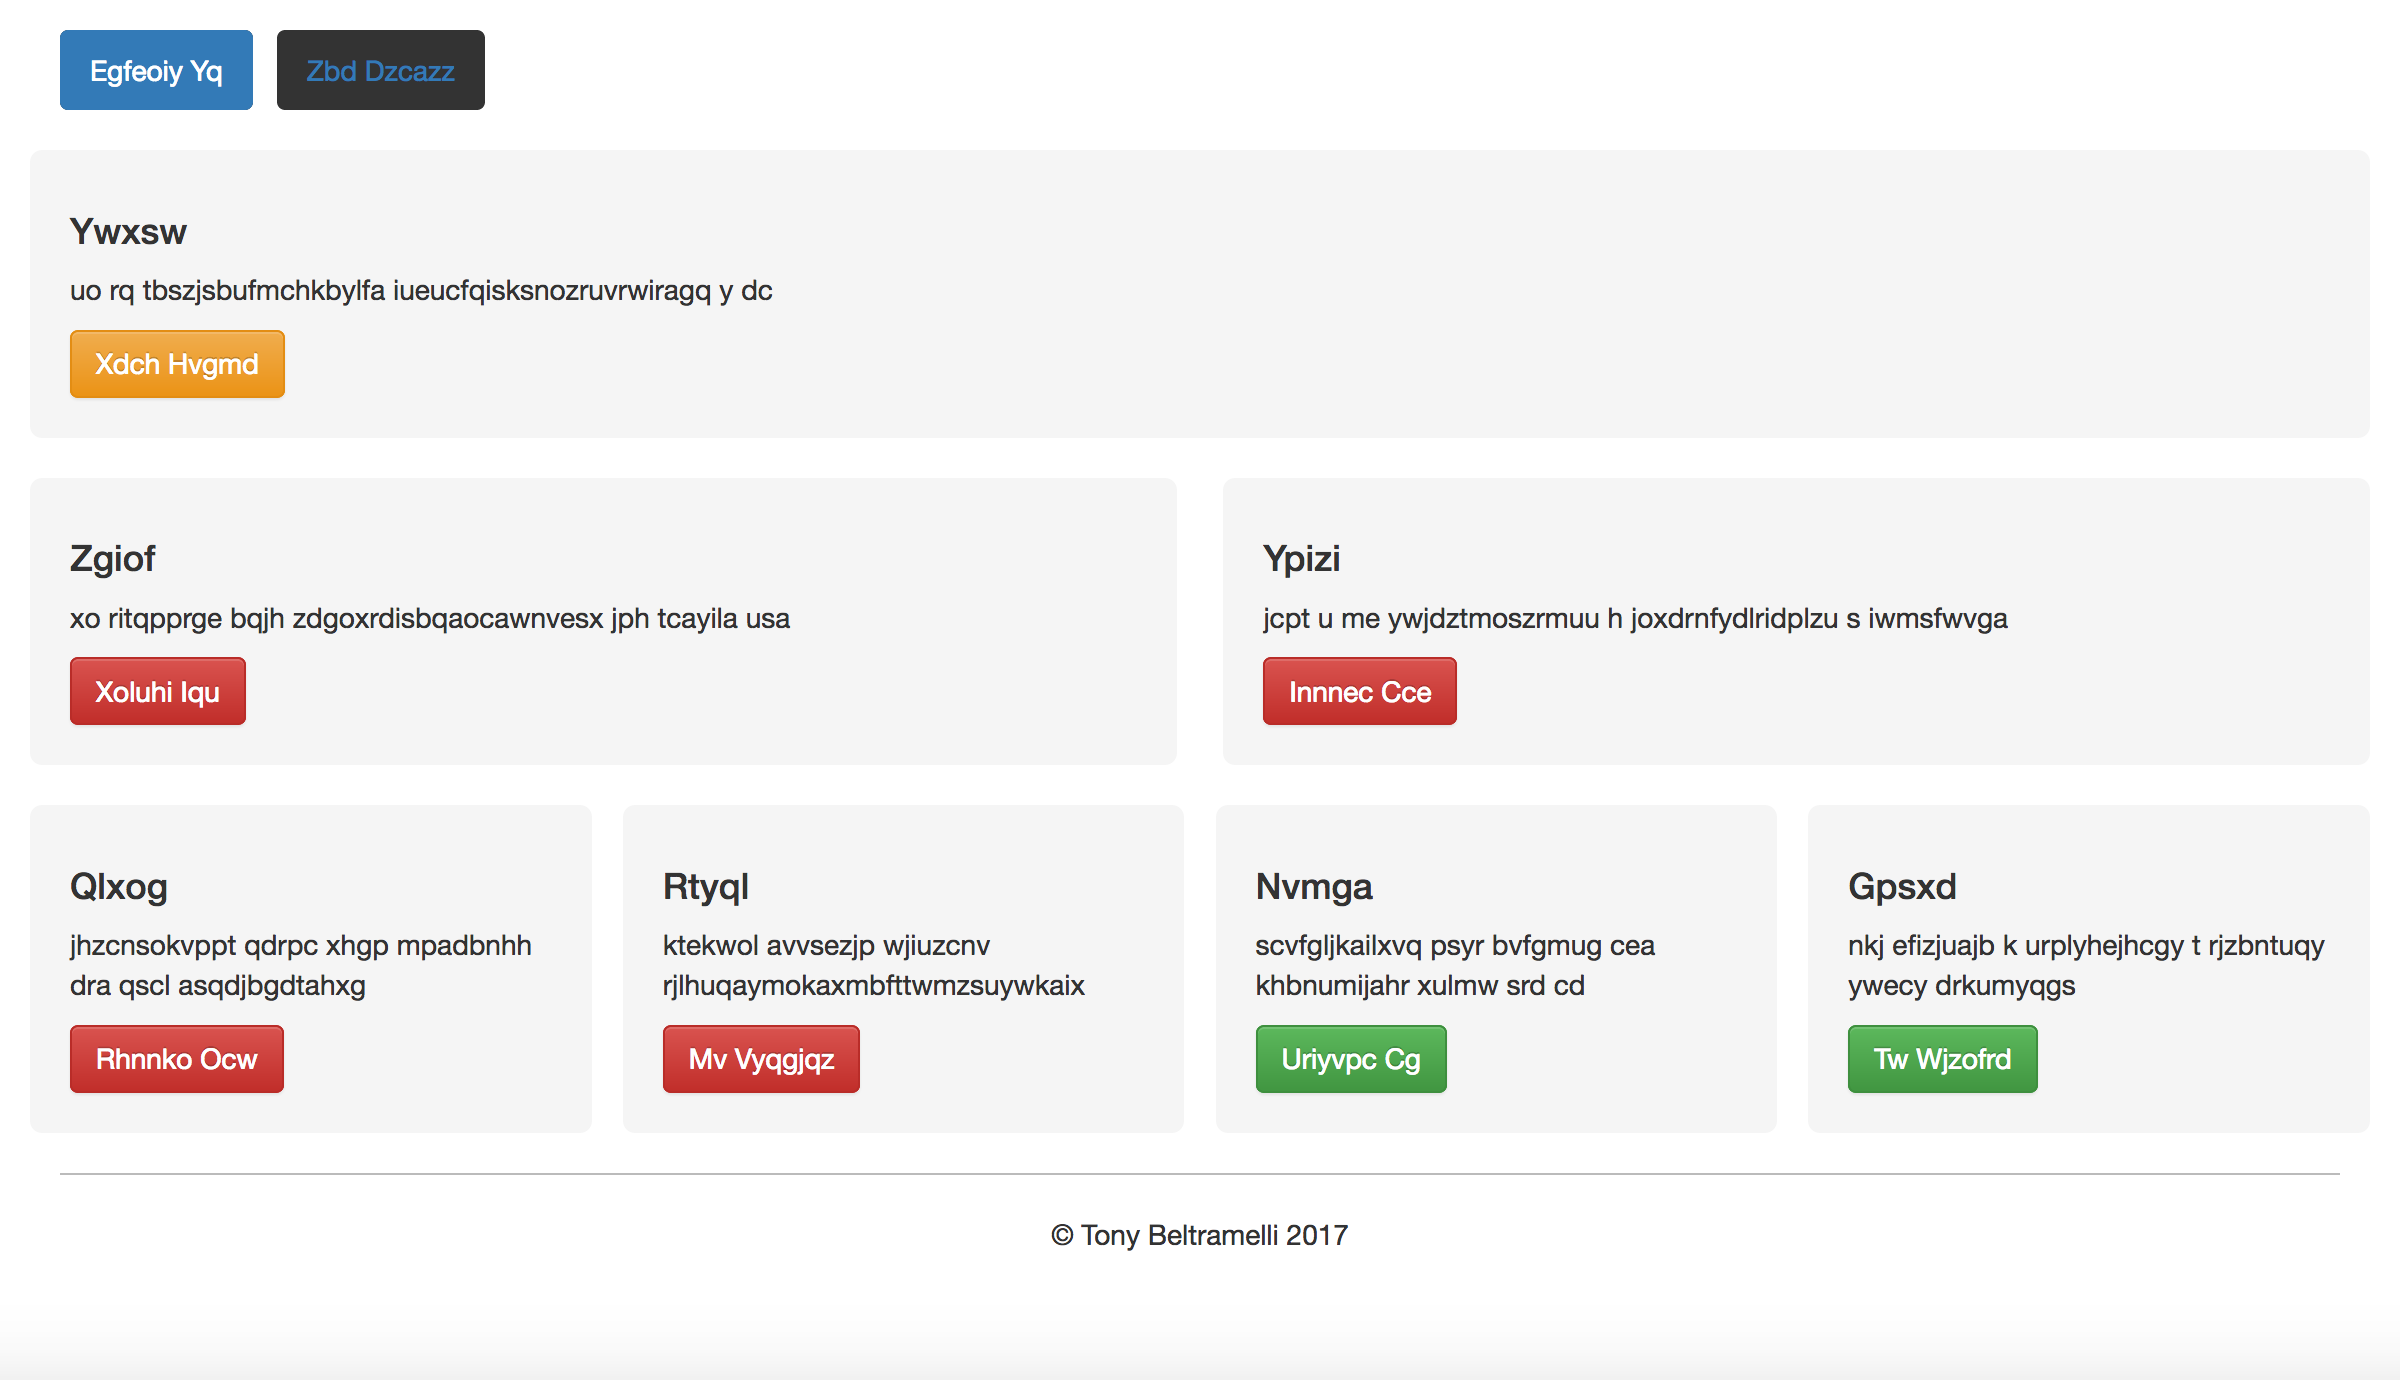 Egfeoiy Yq
Zbd Dzcazz
Ywxsw
uo rq tbszjsbufmchkbylfa iueucfqisksnozruvrwiragq y dc
Xdch Hvgmd
Zgiof
xo ritqpprge bqjh zdgoxrdisbqaocawnvesx jph tcayila usa
Xoluhi Iqu
Ypizi
jcpt u me ywjdztmoszrmuu h joxdrnfydlridplzu s iwmsfwvga
Innnec Cce
Qlxog
jhzcnsokvppt qdrpc xhgp mpadbnhh
dra qscl asqdjbgdtahxg
Rhnnko Ocw
Rtyql
ktekwol avvsezjp wjiuzcnv
rjlhuqaymokaxmbfttwmzsuywkaix
Mv Vyqgjqz
Nvmga
scvfgljkailxvq psyr bvfgmug cea
khbnumijahr xulmw srd cd
Uriyvpc Cg
Gpsxd
nkj efizjuajb k urplyhejhcgy t rjzbntuqy
ywecy drkumyqgs
Tw Wjzofrd
© Tony Beltramelli 2017